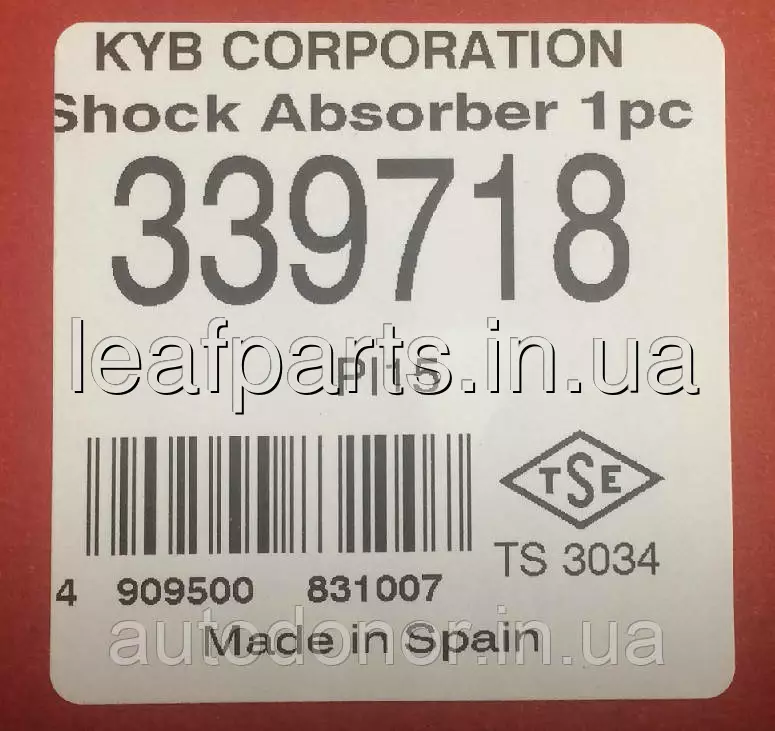 KYB CORPORATION
Shock Absorber 1pc
339718
leafparts.in.ua
PI15
TSE
TS 3034
4 909500 831007
Made in Spain
autodonor.in.ua